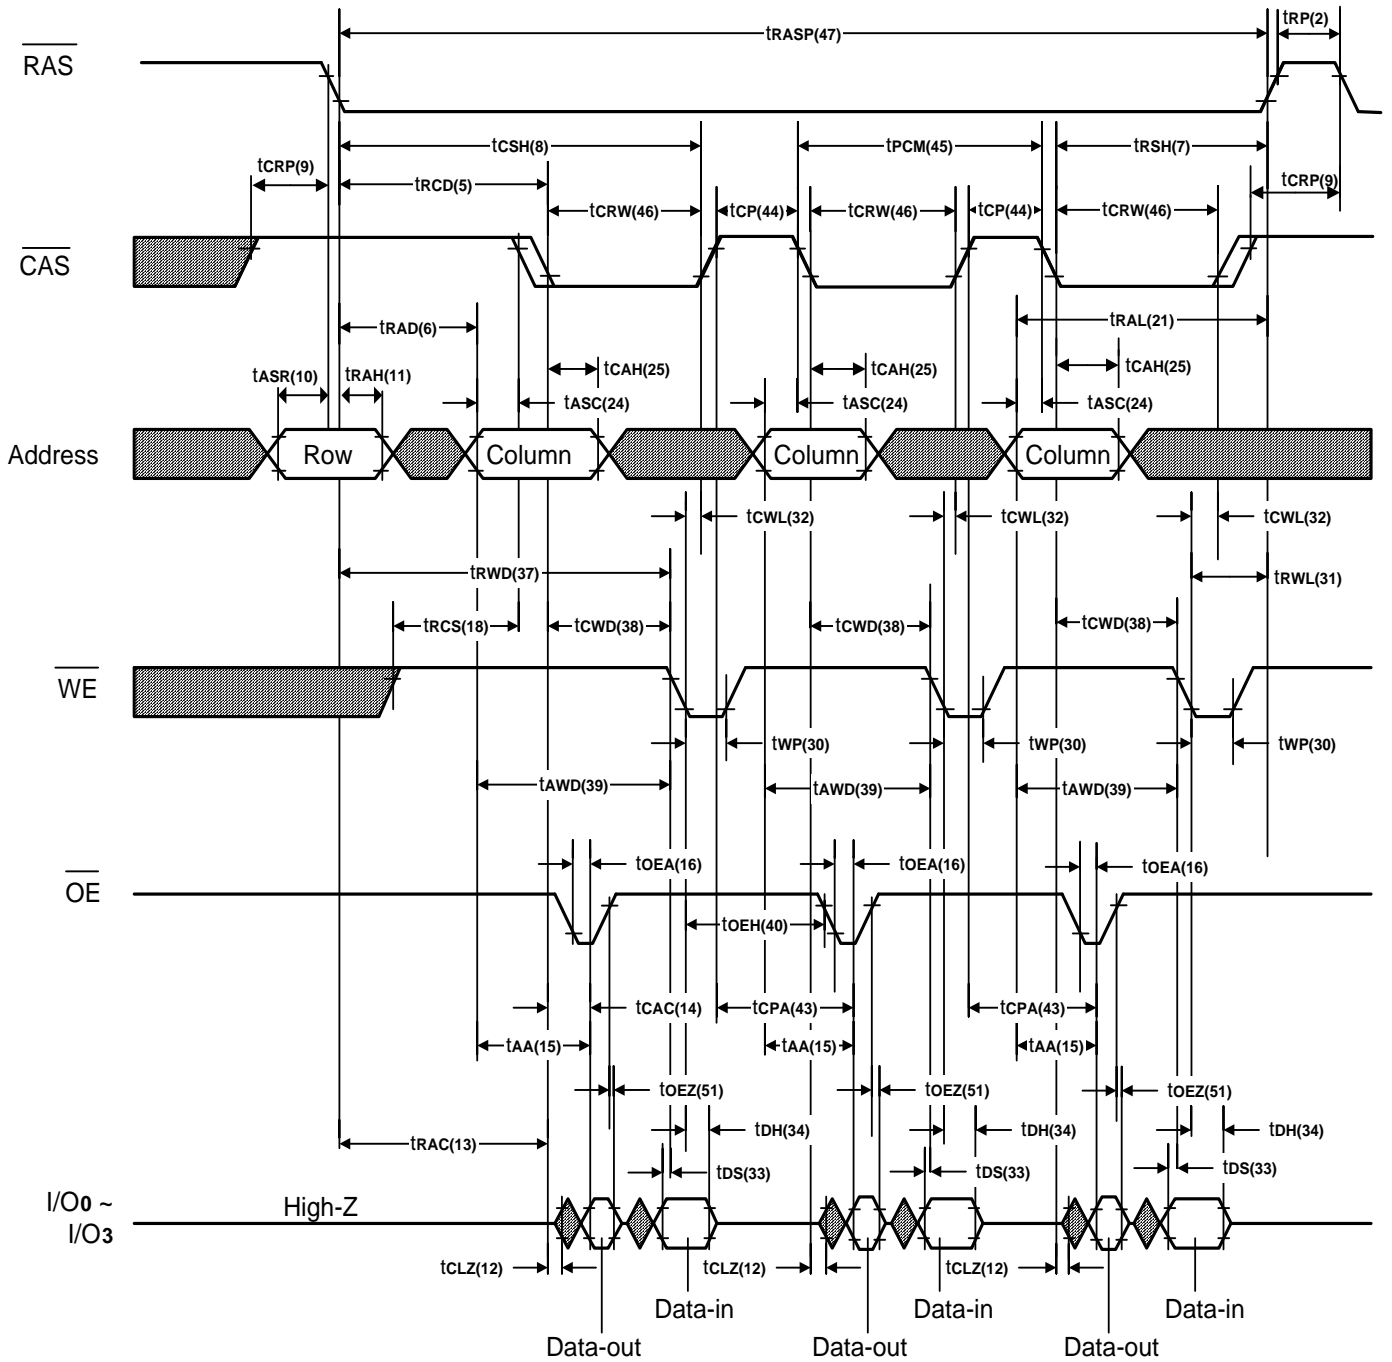 tRP(2)
tRASP(47)
RAS
tCSH(8) tPCM(45) tRSH(7)
tCRP(9) tRCD(5) tCRP(9)
tCRW(46) tCP(44) tCRW(46) tCP(44) tCRW(46)
CAS
tRAD(6) tRAL(21)
tCAH(25) tCAH(25) tCAH(25)
tASR(10) tRAH(11)
tASC(24) tASC(24) tASC(24)
Address Row Column Column Column
tCWL(32) tCWL(32) tCWL(32)
tRWD(37) tRWL(31)
tRCS(18) tCWD(38) tCWD(38) tCWD(38)
WE
tWP(30) tWP(30) tWP(30)
tAWD(39) tAWD(39) tAWD(39)
tOEA(16) tOEA(16) tOEA(16)
OE
tOEH(40)
tCAC(14) tCPA(43) tCPA(43)
tAA(15) tAA(15) tAA(15)
tOEZ(51) tOEZ(51) tOEZ(51)
tRAC(13) tDH(34) tDH(34) tDH(34)
tDS(33) tDS(33) tDS(33)
I/O0 ~ High-Z
I/O3
tCLZ(12) tCLZ(12) tCLZ(12)
Data-in Data-in Data-in
Data-out Data-out Data-out